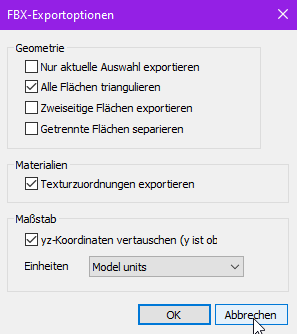 FBX-Exportoptionen
Geometrie
Nur aktuelle Auswahl exportieren
Alle Flächen triangulieren
Zweiseitige Flächen exportieren
Getrennte Flächen separieren
Materialien
Texturzuordnungen exportieren
Maßstab
yz-Koordinaten vertauschen (y ist ob
Einheiten
Model units
OK
Abbrechen